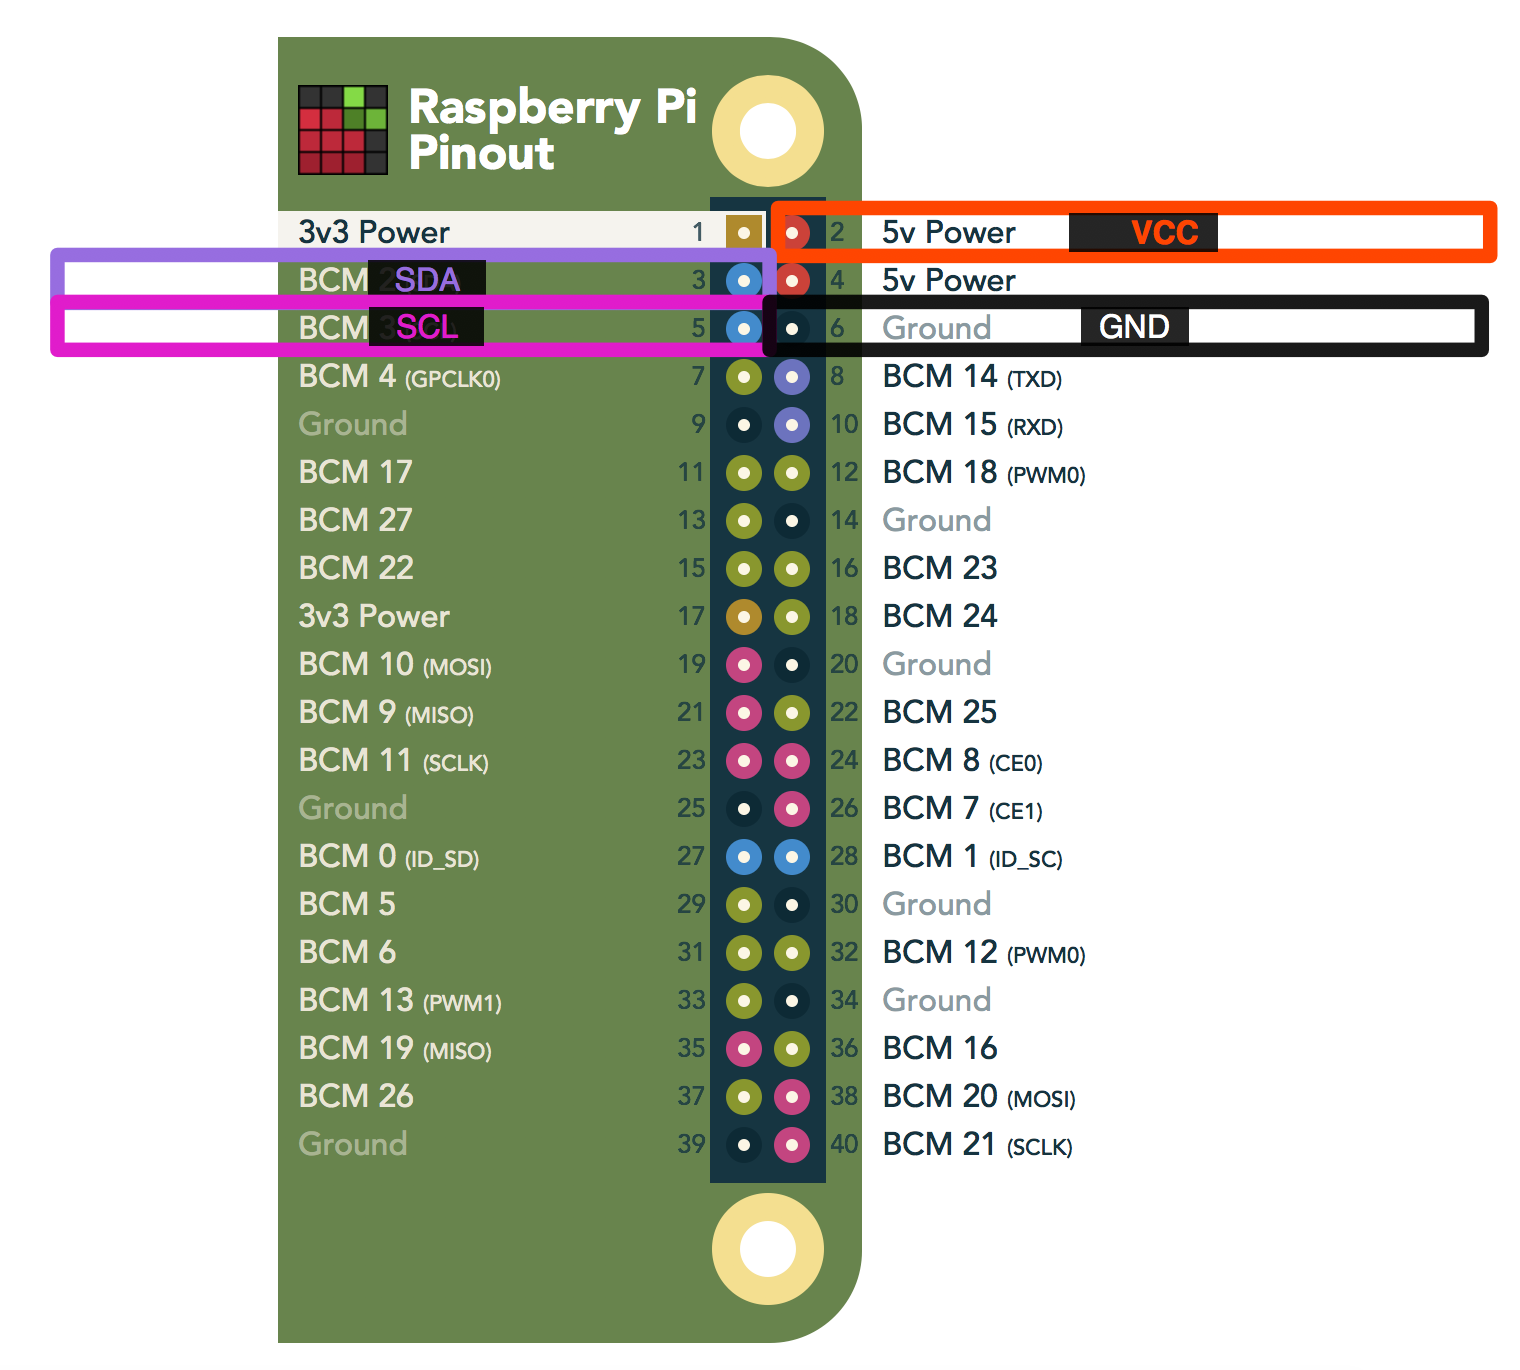 Raspberry Pi
Pinout
3v3 Power 1 2 5v Power VCC
BCM SDA 3 4 5v Power
BCM SCL 5 6 Ground GND
BCM 4 (GPCLK0) 7 8 BCM 14 (TXD)
Ground 9 10 BCM 15 (RXD)
BCM 17 11 12 BCM 18 (PWM0)
BCM 27 13 14 Ground
BCM 22 15 16 BCM 23
3v3 Power 17 18 BCM 24
BCM 10 (MOSI) 19 20 Ground
BCM 9 (MISO) 21 22 BCM 25
BCM 11 (SCLK) 23 24 BCM 8 (CE0)
Ground 25 26 BCM 7 (CE1)
BCM 0 (ID_SD) 27 28 BCM 1 (ID_SC)
BCM 5 29 30 Ground
BCM 6 31 32 BCM 12 (PWM0)
BCM 13 (PWM1) 33 34 Ground
BCM 19 (MISO) 35 36 BCM 16
BCM 26 37 38 BCM 20 (MOSI)
Ground 39 40 BCM 21 (SCLK)